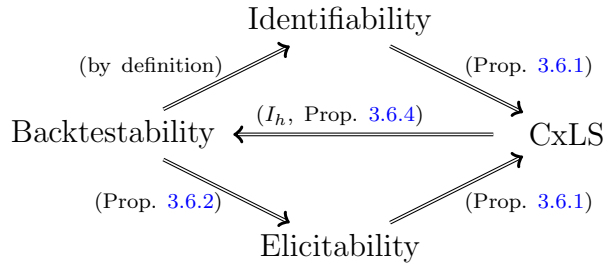 Identifiability
(by definition)
(Prop. 3.6.1)
(I_h, Prop. 3.6.4)
Backtestability
CxLS
(Prop. 3.6.2)
(Prop. 3.6.1)
Elicitability